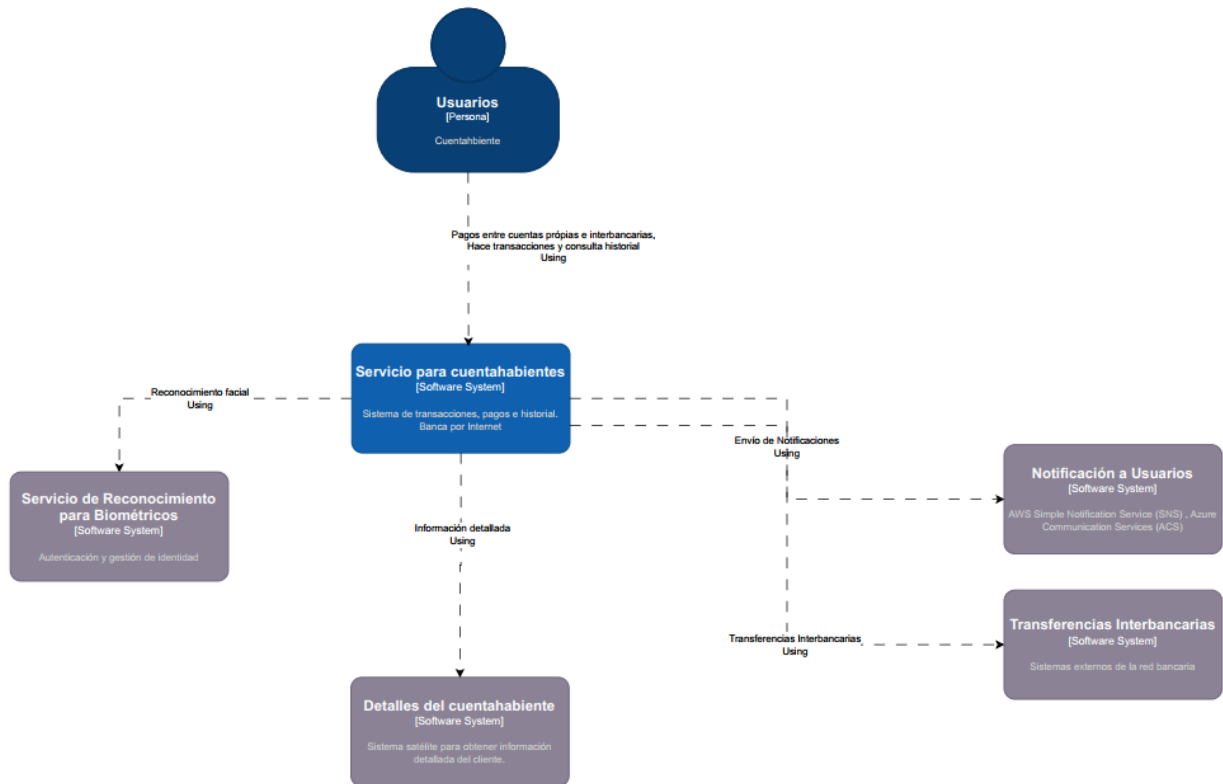 Usuarios
[Persona]
Cuentahbiente
Pagos entre cuentas própias e interbancarias,
Hace transacciones y consulta historial
Using
Servicio para cuentahabientes
[Software System]
Sistema de transacciones, pagos e historial.
Banca por Internet
Reconocimiento facial
Using
Servicio de Reconocimiento
para Biométricos
[Software System]
Autenticación y gestión de identidad
Información detallada
Using
Detalles del cuentahabiente
[Software System]
Sistema satélite para obtener información
detallada del cliente.
Envío de Notificaciones
Using
Notificación a Usuarios
[Software System]
AWS Simple Notification Service (SNS) , Azure
Communication Services (ACS)
Transferencias Interbancarias
Using
Transferencias Interbancarias
[Software System]
Sistemas externos de la red bancaria